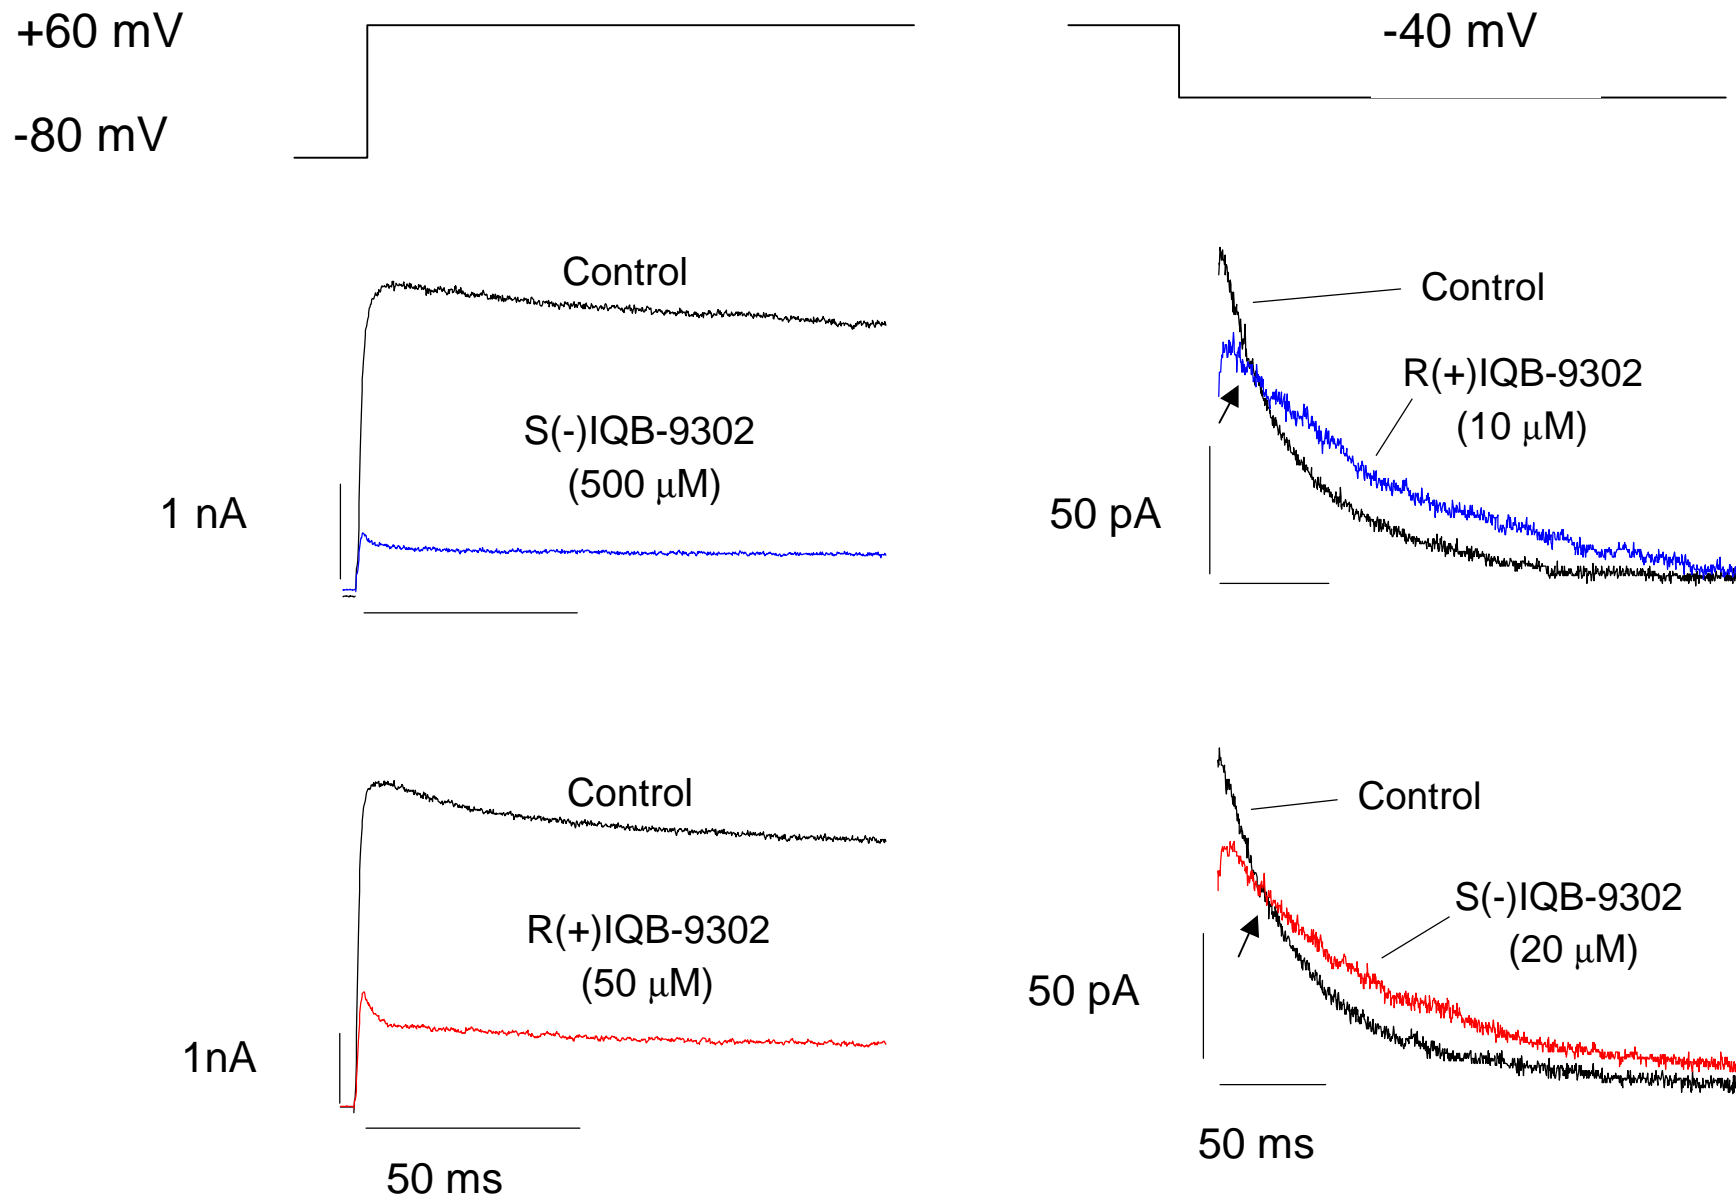 +60 mV
-80 mV
-40 mV
Control
S(-)IQB-9302
(500 μM)
1 nA
Control
R(+)IQB-9302
(10 μM)
50 pA
Control
R(+)IQB-9302
(50 μM)
1nA
50 ms
Control
S(-)IQB-9302
(20 μM)
50 pA
50 ms